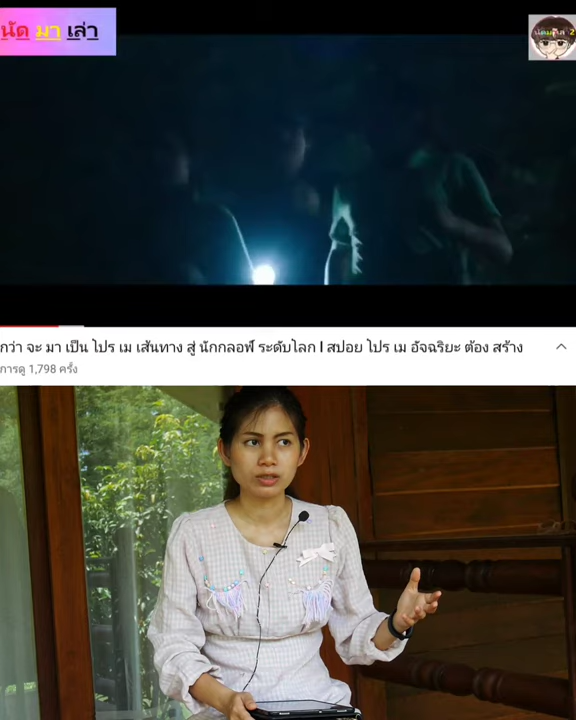 นัด มา เล่า
กว่า จะ มา เป็น โปร เม เส้นทาง สู่ นักกลอฟ์ ระดับโลก l สปอย โปร เม อัจฉริยะ ต้อง สร้าง
การดู 1,798 ครั้ง